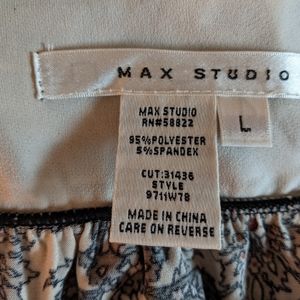 MAX STUDIO
L
MAX STUDIO
RN#58822
95%POLYESTER
5%SPANDEX
CUT:31436
STYLE
9711W78
MADE IN CHINA
CARE ON REVERSE